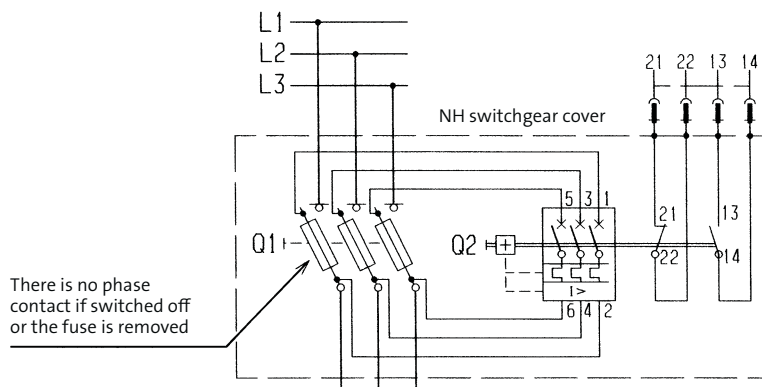 L1
L2
L3
21 22 13 14
NH switchgear cover
5 3 1
Q1
Q2
21
22
13
14
I >
6 4 2
There is no phase
contact if switched off
or the fuse is removed